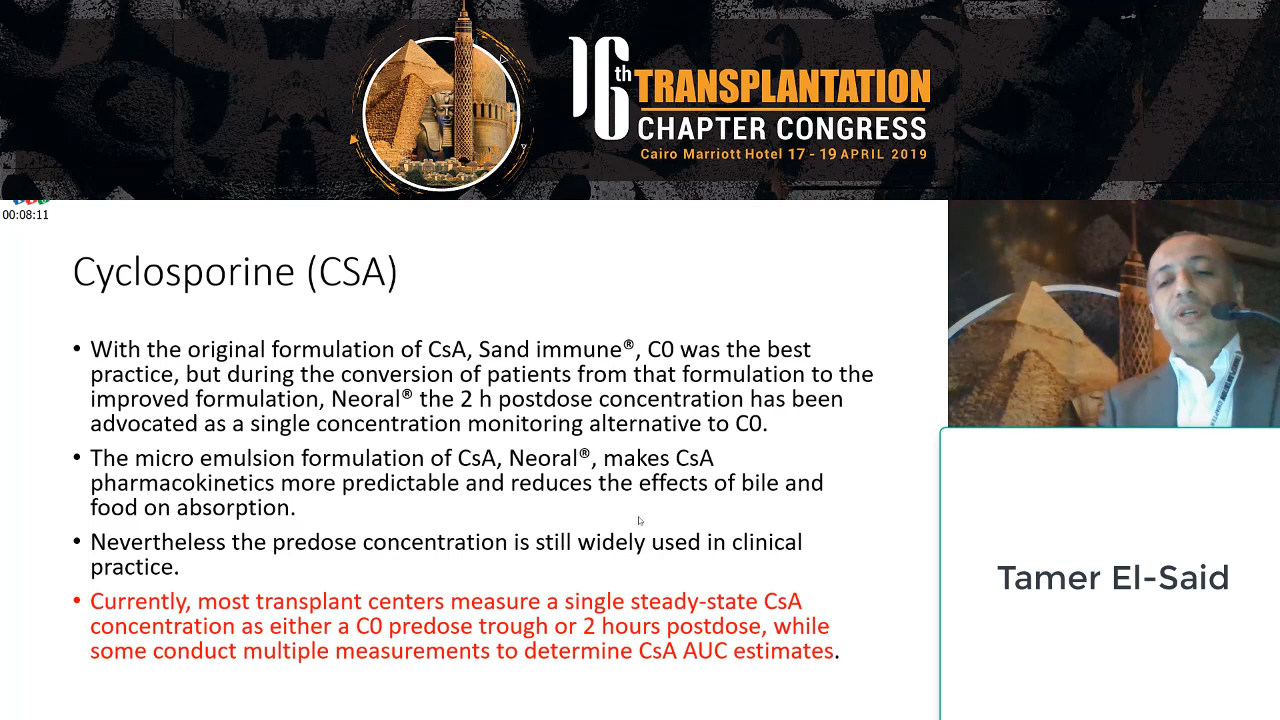 16th TRANSPLANTATION
CHAPTER CONGRESS
Cairo Marriott Hotel 17 - 19 APRIL 2019
00:08:11
Cyclosporine (CSA)
• With the original formulation of CsA, Sand immune®, C0 was the best
practice, but during the conversion of patients from that formulation to the
improved formulation, Neoral® the 2 h postdose concentration has been
advocated as a single concentration monitoring alternative to C0.
• The micro emulsion formulation of CsA, Neoral®, makes CsA
pharmacokinetics more predictable and reduces the effects of bile and
food on absorption.
• Nevertheless the predose concentration is still widely used in clinical
practice.
• Currently, most transplant centers measure a single steady-state CsA
concentration as either a C0 predose trough or 2 hours postdose, while
some conduct multiple measurements to determine CsA AUC estimates.
Tamer El-Said